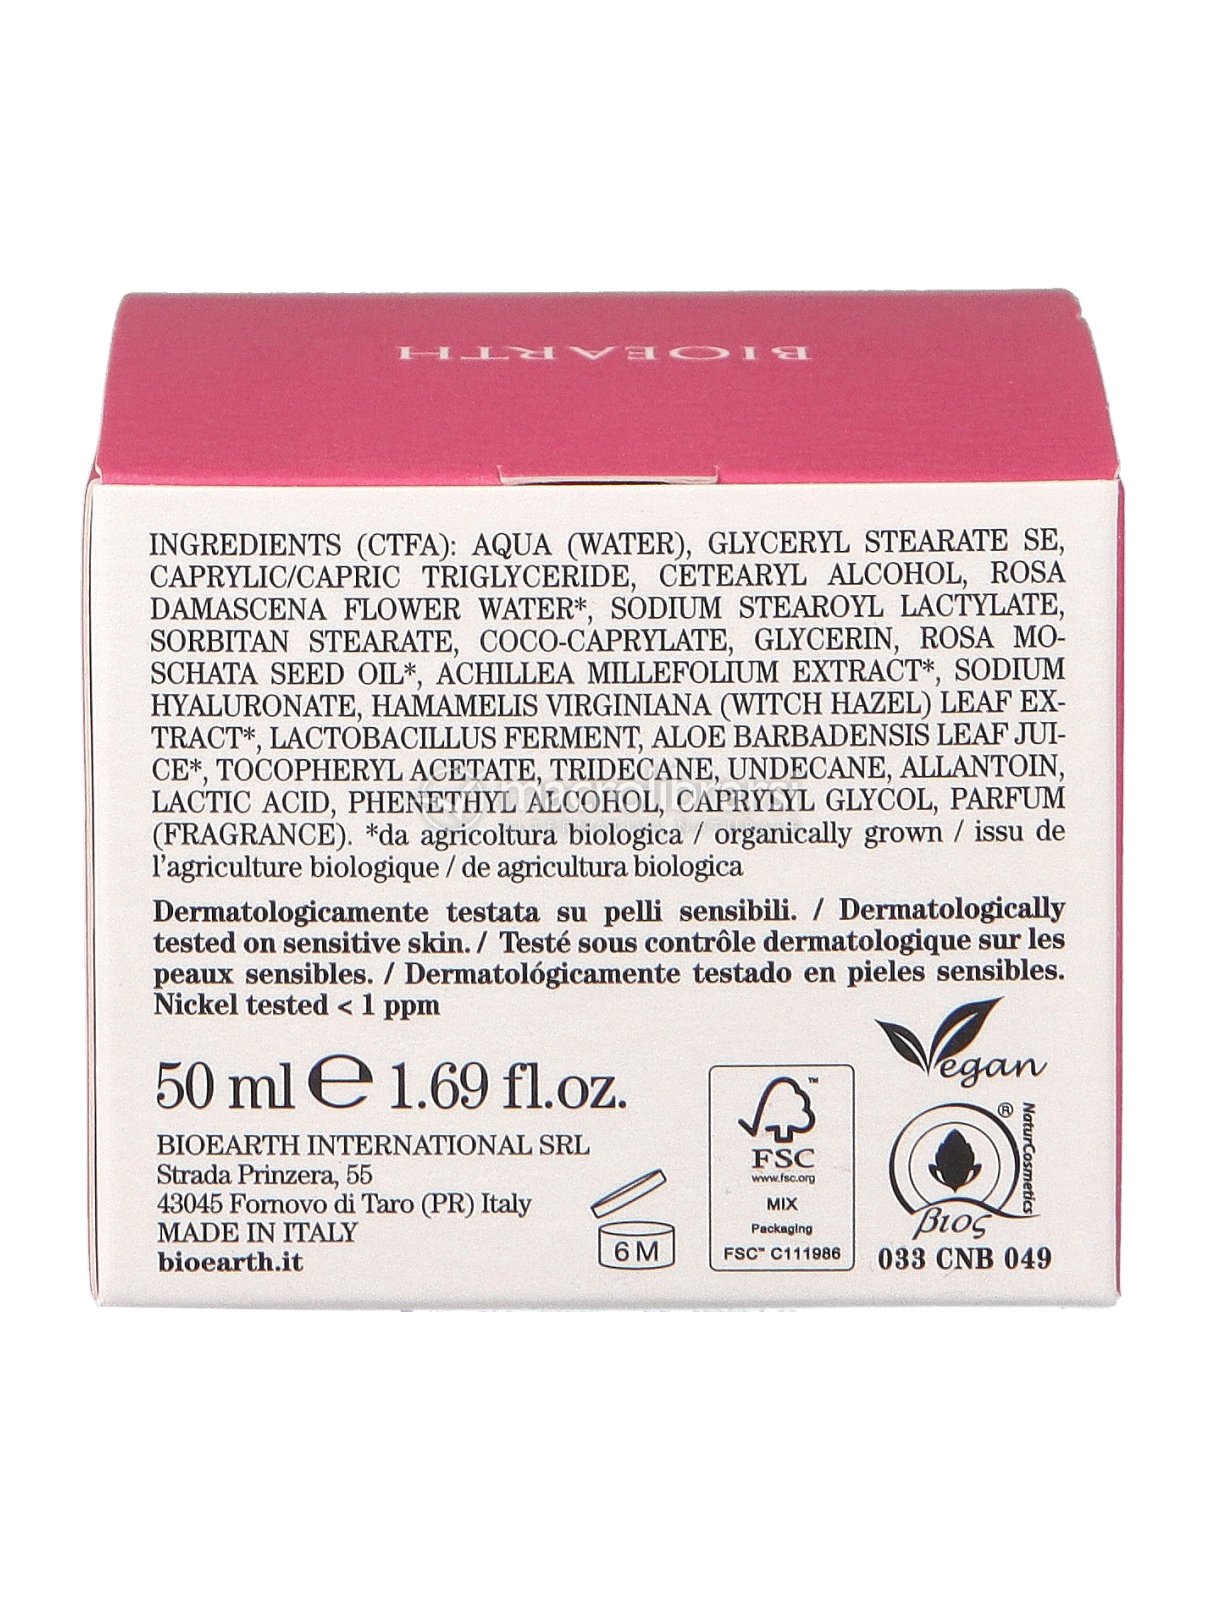 BIOEARTH
INGREDIENTS (CTFA): AQUA (WATER), GLYCERYL STEARATE SE,
CAPRYLIC/CAPRIC TRIGLYCERIDE, CETEARYL ALCOHOL, ROSA
DAMASCENA FLOWER WATER*, SODIUM STEAROYL LACTYLATE,
SORBITAN STEARATE, COCO-CAPRYLATE, GLYCERIN, ROSA MO-
SCHATA SEED OIL*, ACHILLEA MILLEFOLIUM EXTRACT*, SODIUM
HYALURONATE, HAMAMELIS VIRGINIANA (WITCH HAZEL) LEAF EX-
TRACT*, LACTOBACILLUS FERMENT, ALOE BARBADENSIS LEAF JUI-
CE*, TOCOPHERYL ACETATE, TRIDECANE, UNDECANE, ALLANTOIN,
LACTIC ACID, PHENETHYL ALCOHOL, CAPRYLYL GLYCOL, PARFUM
(FRAGRANCE). *da agricoltura biologica / organically grown / issu de
l'agriculture biologique / de agricultura biologica
macrolibrarsi
Dermatologicamente testata su pelli sensibili. / Dermatologically
tested on sensitive skin. / Testé sous contrôle dermatologique sur les
peaux sensibles. / Dermatológicamente testado en pieles sensibles.
Nickel tested < 1 ppm
50 ml ℮ 1.69 fl.oz.
BIOEARTH INTERNATIONAL SRL
Strada Prinzera, 55
43045 Fornovo di Taro (PR) Italy
MADE IN ITALY
bioearth.it
6 M
™
FSC
www.fsc.org
MIX
Packaging
FSC™ C111986
Vegan
®
NaturCosmetics
βιος
033 CNB 049